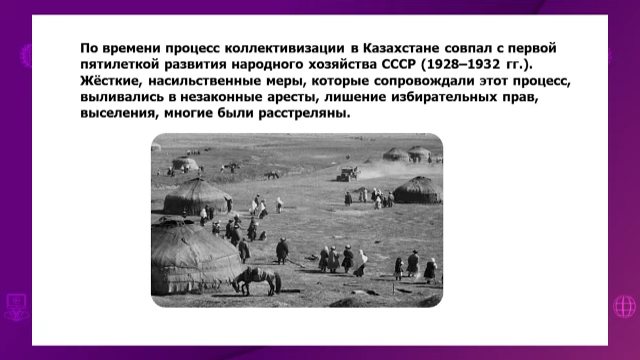 По времени процесс коллективизации в Казахстане совпал с первой
пятилеткой развития народного хозяйства СССР (1928–1932 гг.).
Жёсткие, насильственные меры, которые сопровождали этот процесс,
выливались в незаконные аресты, лишение избирательных прав,
выселения, многие были расстреляны.